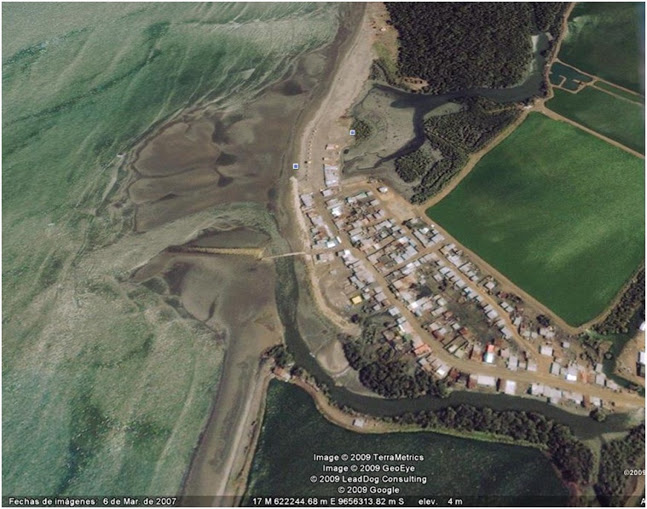 Image © 2009 TerraMetrics
Image © 2009 GeoEye
© 2009 LeadDog Consulting
© 2009 Google
©2009
Fechas de imágenes: 6 de Mar. de 2007
17 M 622244.68 m E 9656313.82 m S
elev. 4 m
A